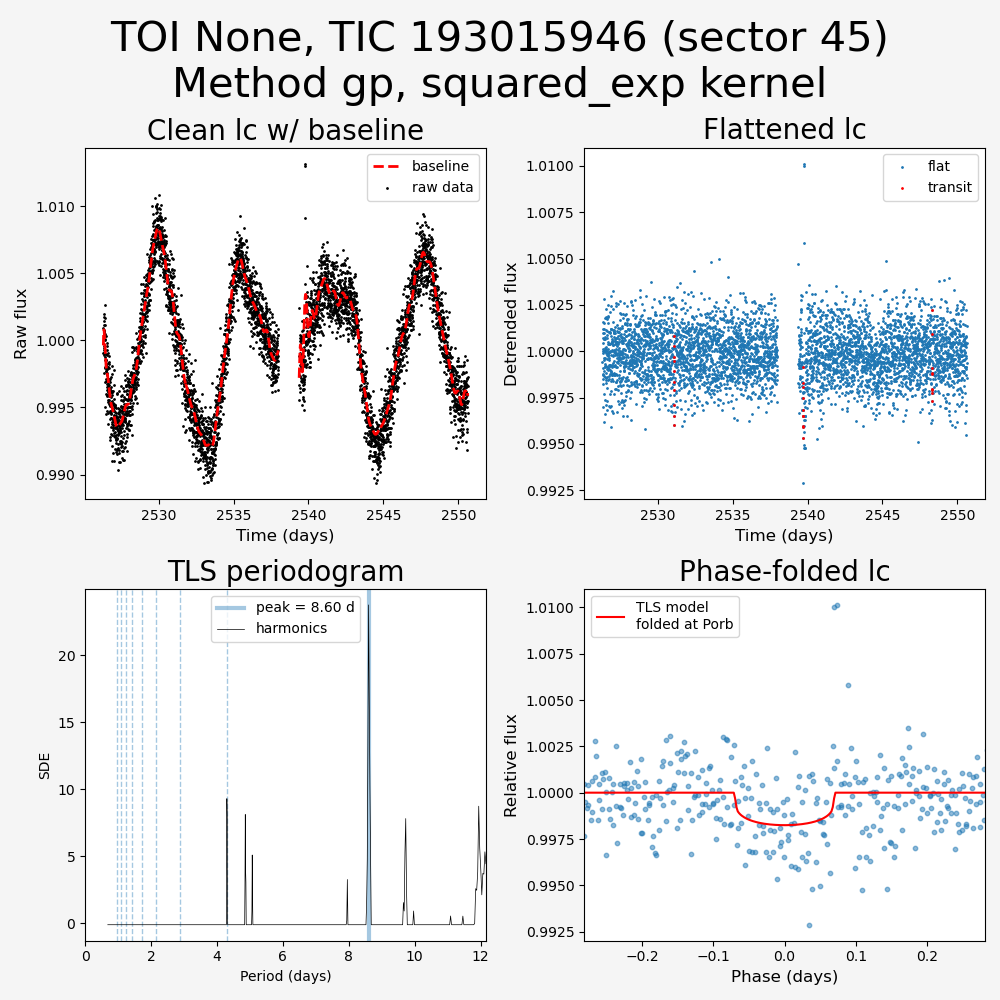 TOI None, TIC 193015946 (sector 45)
Method gp, squared_exp kernel
Clean lc w/ baseline
Raw flux
1.010
1.005
1.000
0.995
0.990
baseline
raw data
2530 2535 2540 2545 2550
Time (days)
Flattened lc
Detrended flux
1.0100
1.0075
1.0050
1.0025
1.0000
0.9975
0.9950
0.9925
flat
transit
2530 2535 2540 2545 2550
Time (days)
TLS periodogram
SDE
20
15
10
5
0
peak = 8.60 d
harmonics
0 2 4 6 8 10 12
Period (days)
Phase-folded lc
Relative flux
1.0100
1.0075
1.0050
1.0025
1.0000
0.9975
0.9950
0.9925
TLS model
folded at Porb
−0.2 −0.1 0.0 0.1 0.2
Phase (days)